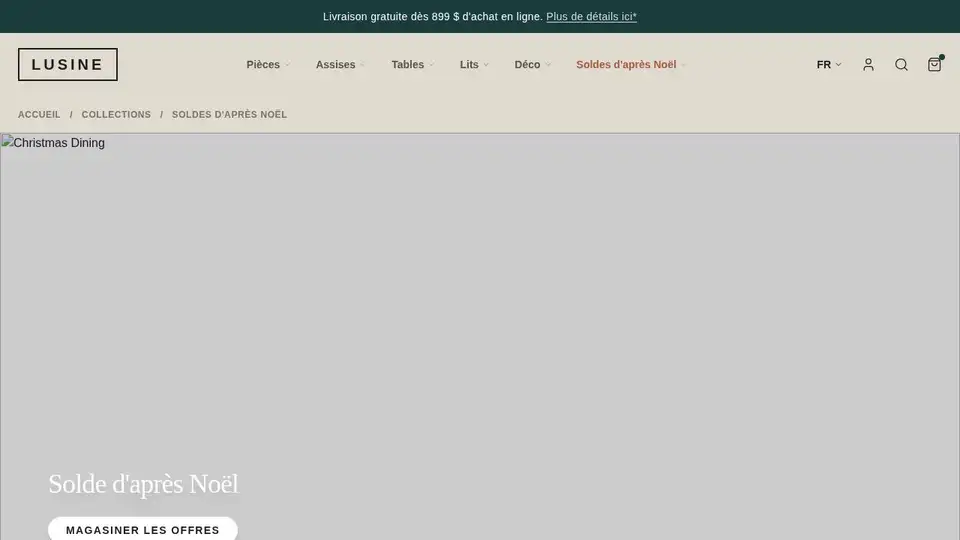 Livraison gratuite dès 899 $ d'achat en ligne. Plus de détails ici*
LUSINE
Pièces
Assises
Tables
Lits
Déco
Soldes d'après Noël
FR
ACCUEIL / COLLECTIONS / SOLDES D'APRÈS NOËL
Christmas Dining
Solde d'après Noël
MAGASINER LES OFFRES